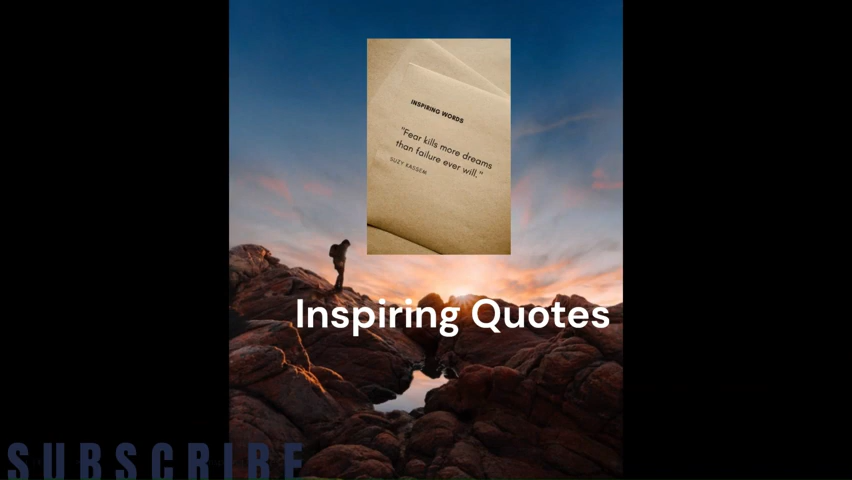 INSPIRING WORDS
"Fear kills more dreams
than failure ever will."
SUZY KASSEM
Inspiring Quotes
SUBSCRIBE